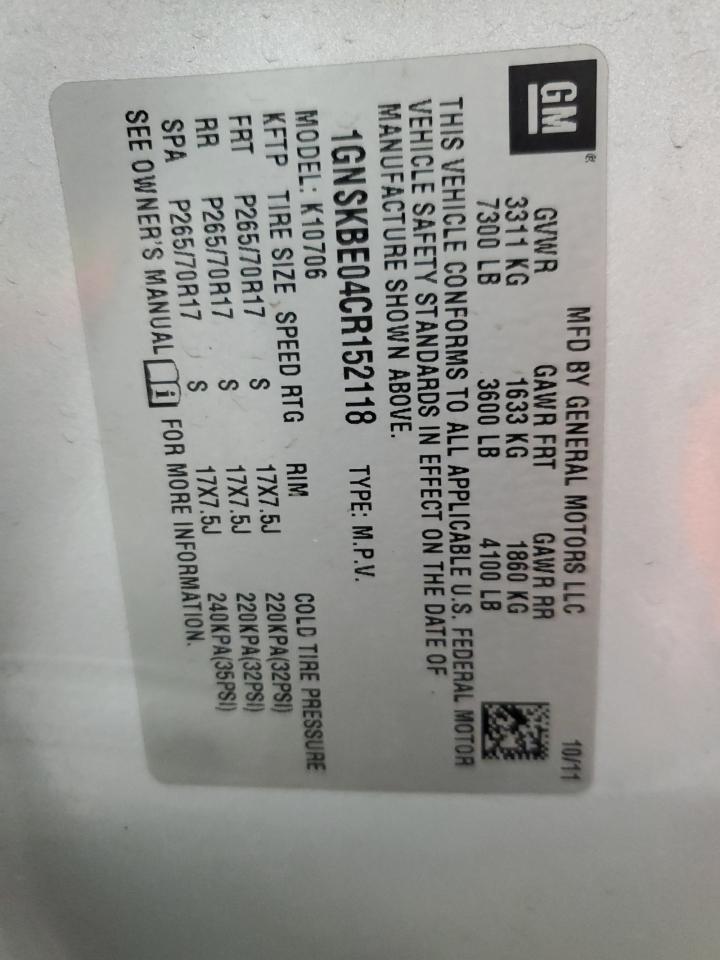 GM®
MFD BY GENERAL MOTORS LLC 10/11
GVWR GAWR FRT GAWR RR
3311 KG 1633 KG 1860 KG
7300 LB 3600 LB 4100 LB
THIS VEHICLE CONFORMS TO ALL APPLICABLE U.S. FEDERAL MOTOR
VEHICLE SAFETY STANDARDS IN EFFECT ON THE DATE OF
MANUFACTURE SHOWN ABOVE.
1GNSKBE04CR152118 TYPE: M.P.V.
MODEL: K10706
KFTP TIRE SIZE SPEED RTG RIM COLD TIRE PRESSURE
FRT P265/70R17 S 17X7.5J 220KPA(32PSI)
RR P265/70R17 S 17X7.5J 220KPA(32PSI)
SPA P265/70R17 S 17X7.5J 240KPA(35PSI)
SEE OWNER'S MANUAL i FOR MORE INFORMATION.